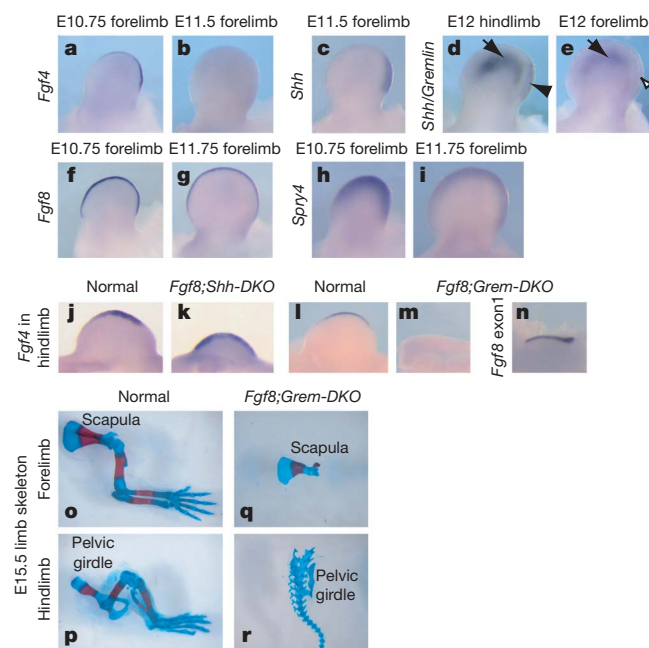 E10.75 forelimb E11.5 forelimb E11.5 forelimb E12 hindlimb E12 forelimb
Fgf4 a b Shh c Shh/Gremlin d e
E10.75 forelimb E11.75 forelimb E10.75 forelimb E11.75 forelimb
Fgf8 f g Spry4 h i
Normal Fgf8;Shh-DKO Normal Fgf8;Grem-DKO
Fgf4 in hindlimb j k l m Fgf8 exon1 n
Normal Fgf8;Grem-DKO
E15.5 limb skeleton
Forelimb Scapula o Scapula q
Hindlimb Pelvic girdle p Pelvic girdle r